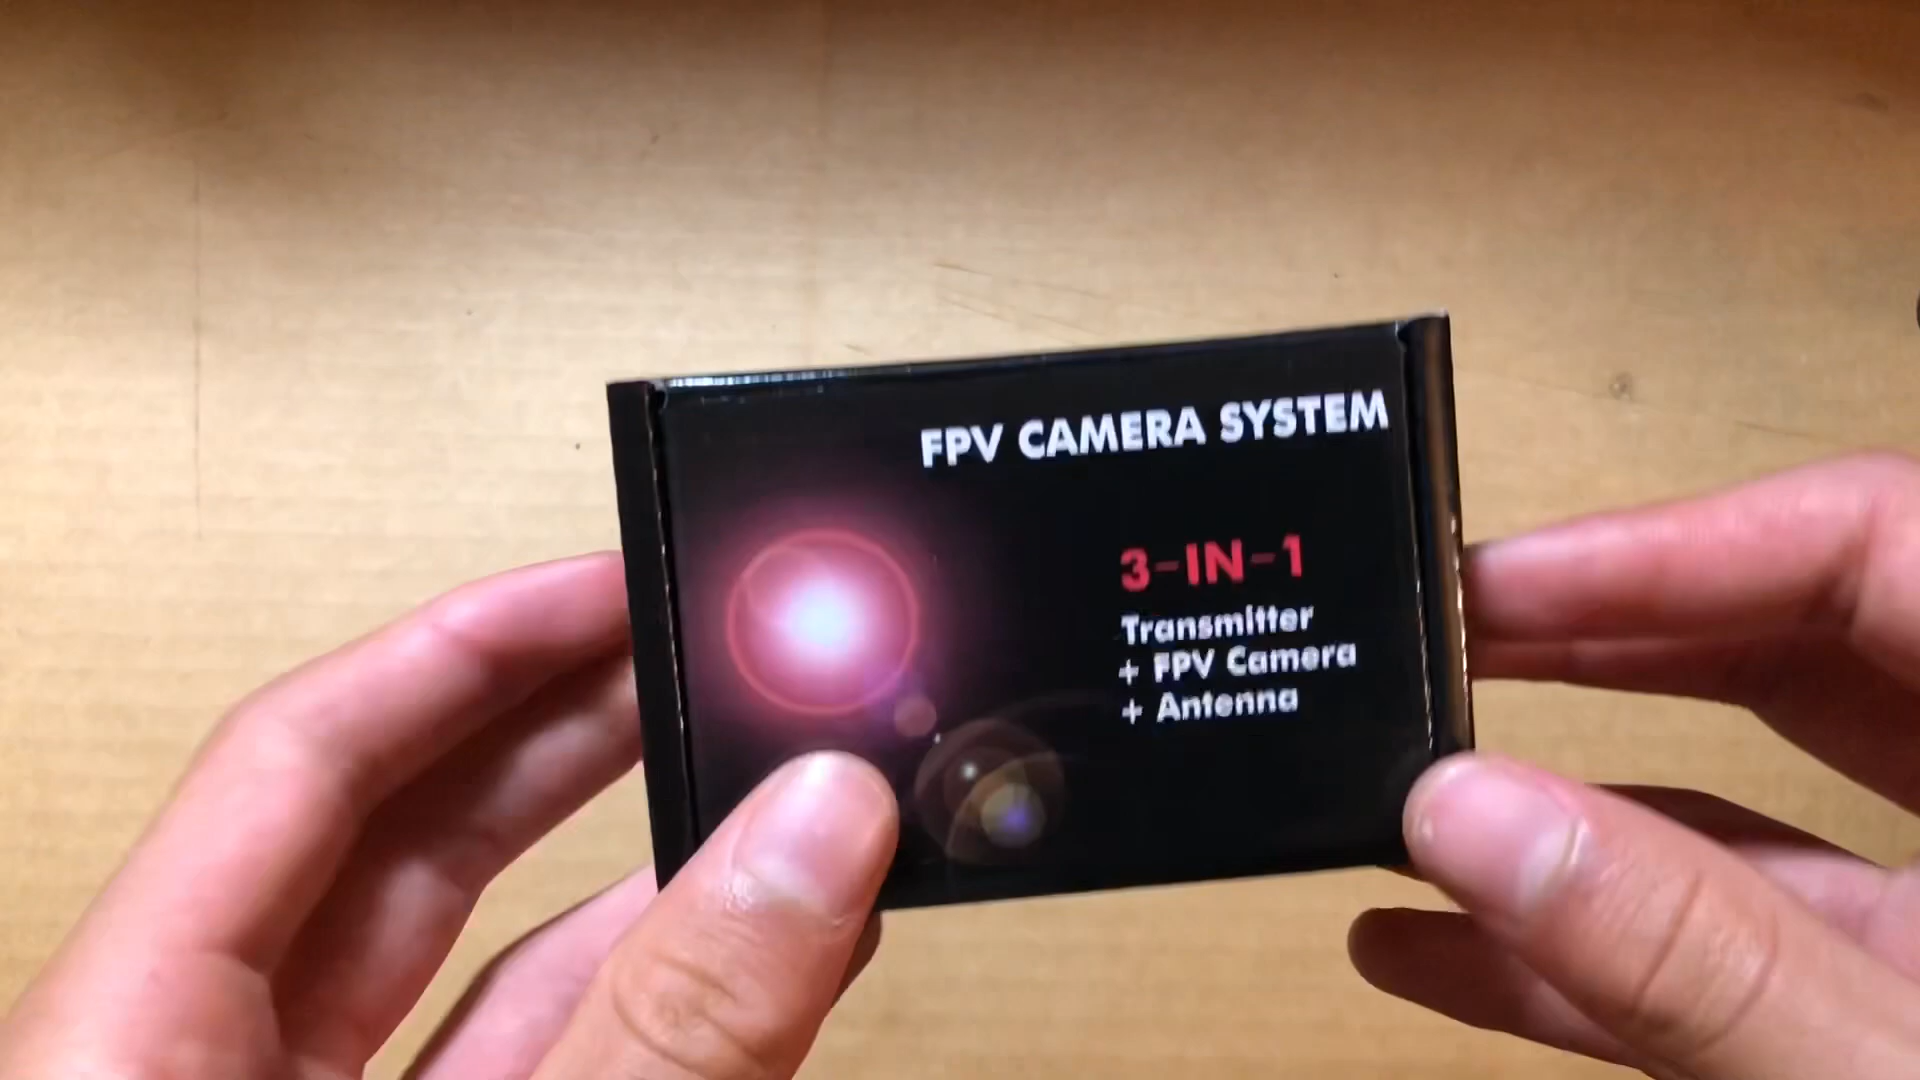 FPV CAMERA SYSTEM
3-IN-1
Transmitter
+ FPV Camera
+ Antenna